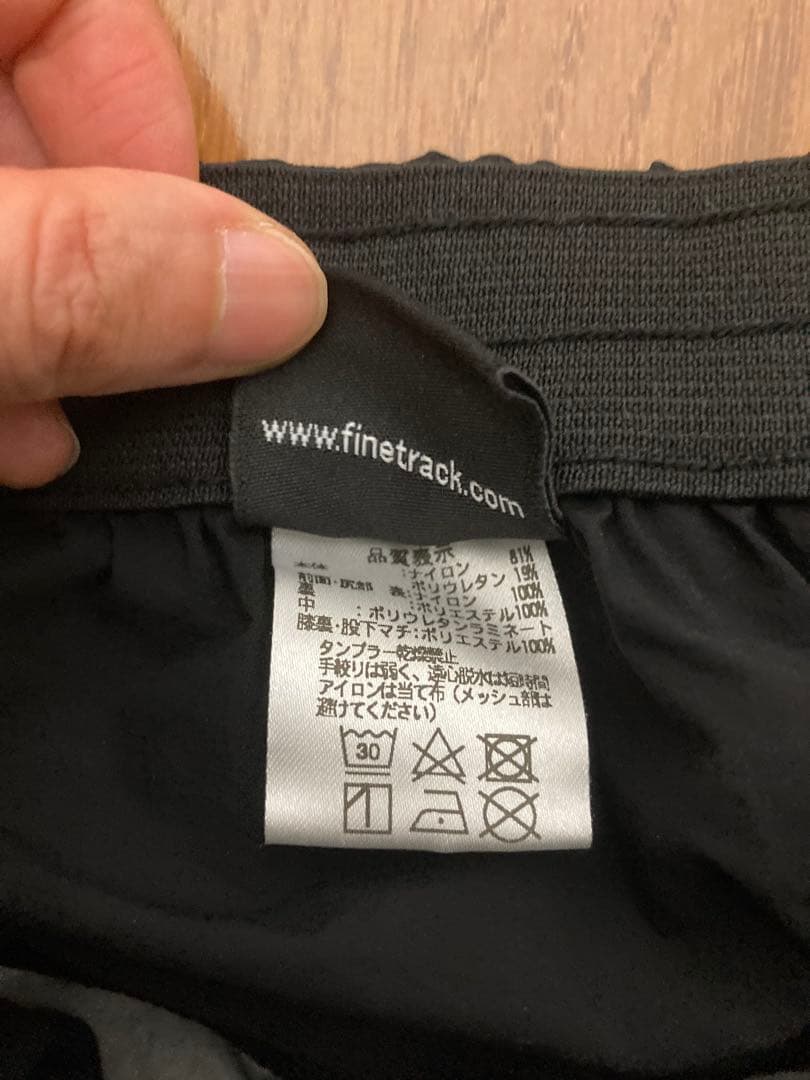 www.finetrack.com
品質表示
本体 :ナイロン 81%
ポリウレタン 19%
前面・尻部 表:ナイロン 100%
裏 :ポリエステル100%
中 :ポリウレタンラミネート
膝裏・股下マチ:ポリエステル100%
タンブラー乾燥禁止
手絞りは弱く、遠心脱水は短時間
アイロンは当て布(メッシュ部は
避けてください)
30